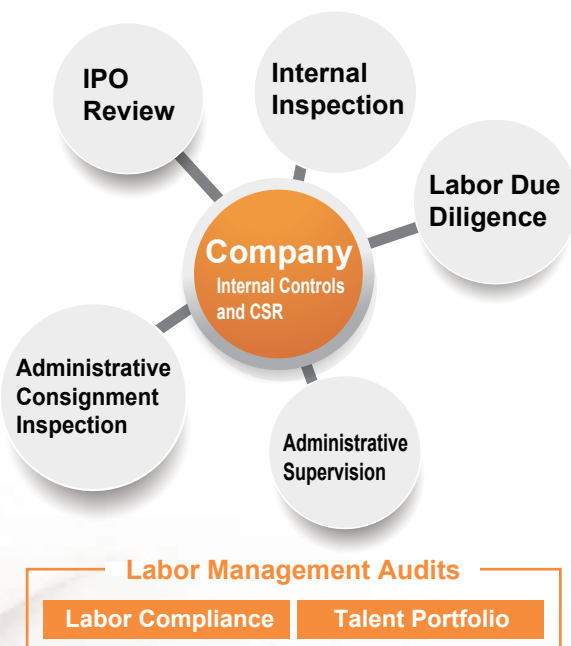 IPO
Review
Internal
Inspection
Labor Due
Diligence
Company
Internal Controls
and CSR
Administrative
Consignment
Inspection
Administrative
Supervision
Labor Management Audits
Labor Compliance
Talent Portfolio